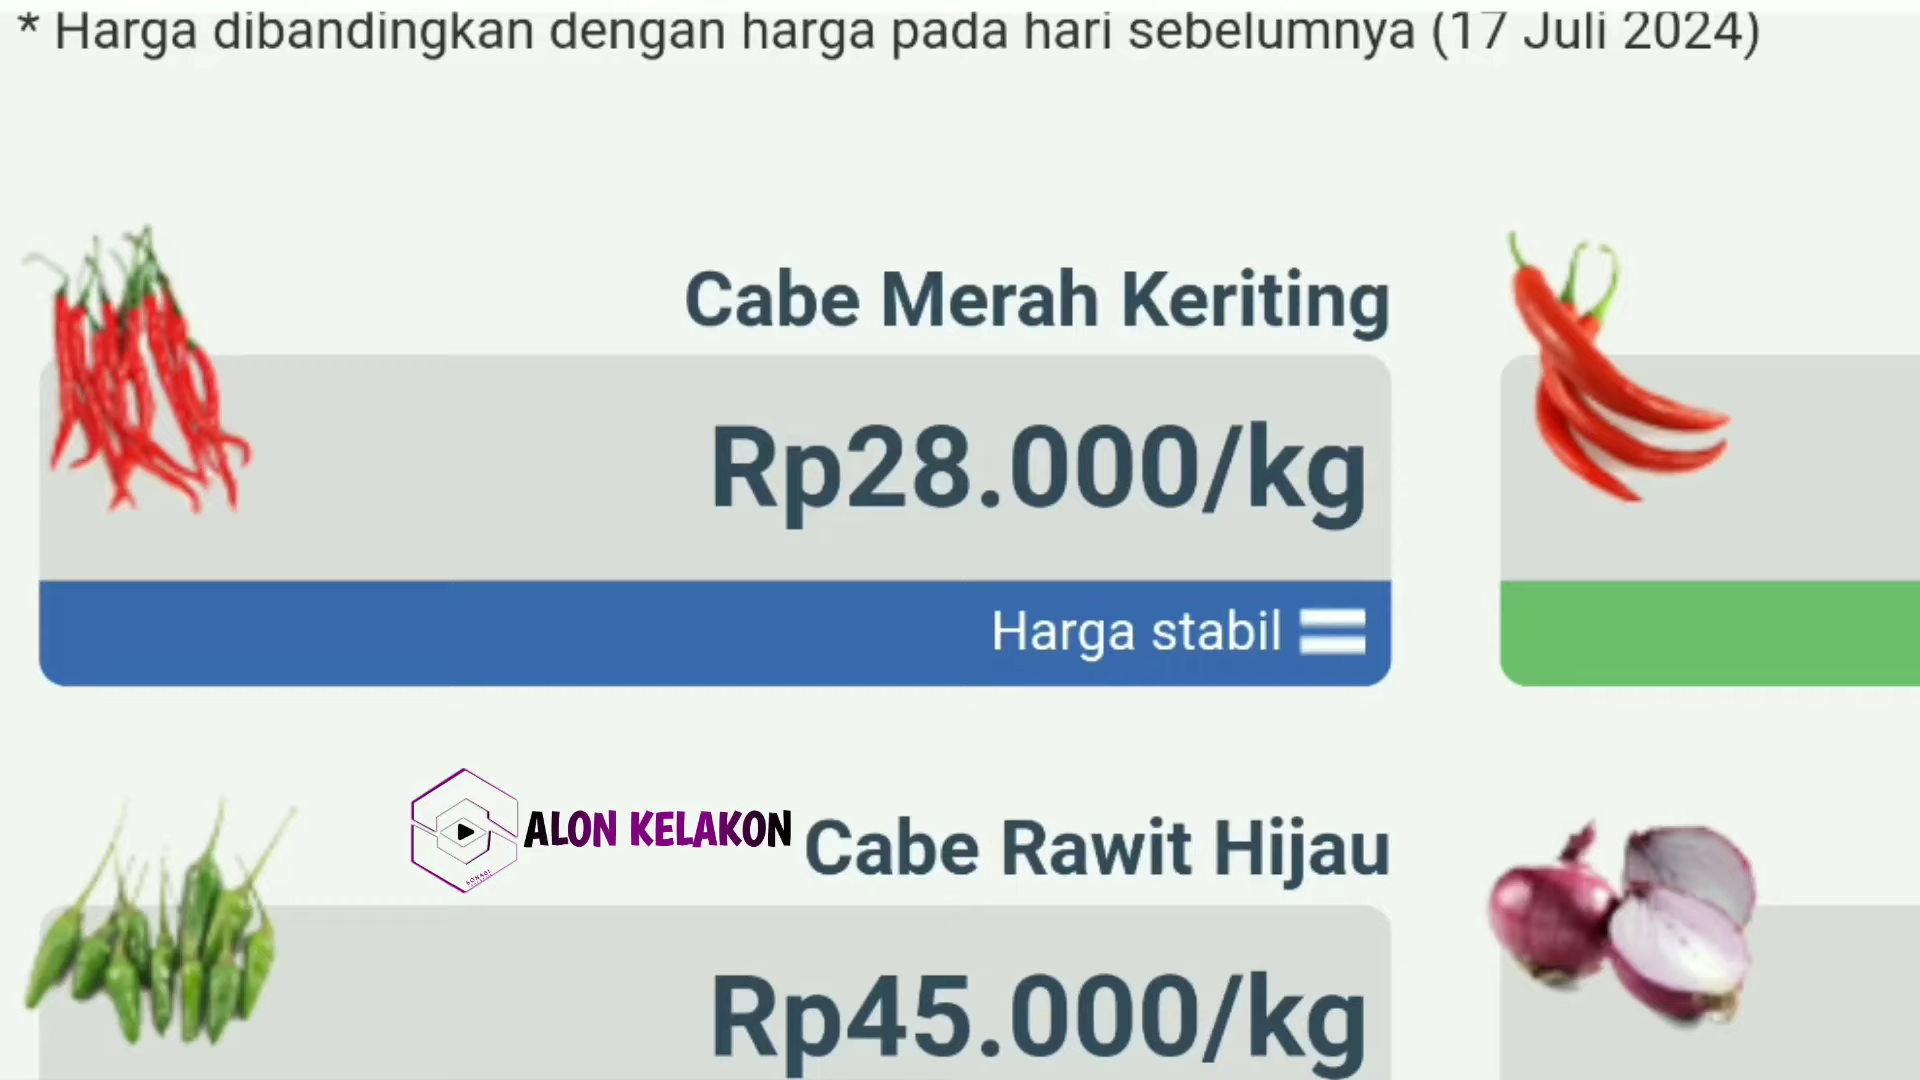 * Harga dibandingkan dengan harga pada hari sebelumnya (17 Juli 2024)
Cabe Merah Keriting
Rp28.000/kg
Harga stabil
ALON KELAKON
Cabe Rawit Hijau
Rp45.000/kg